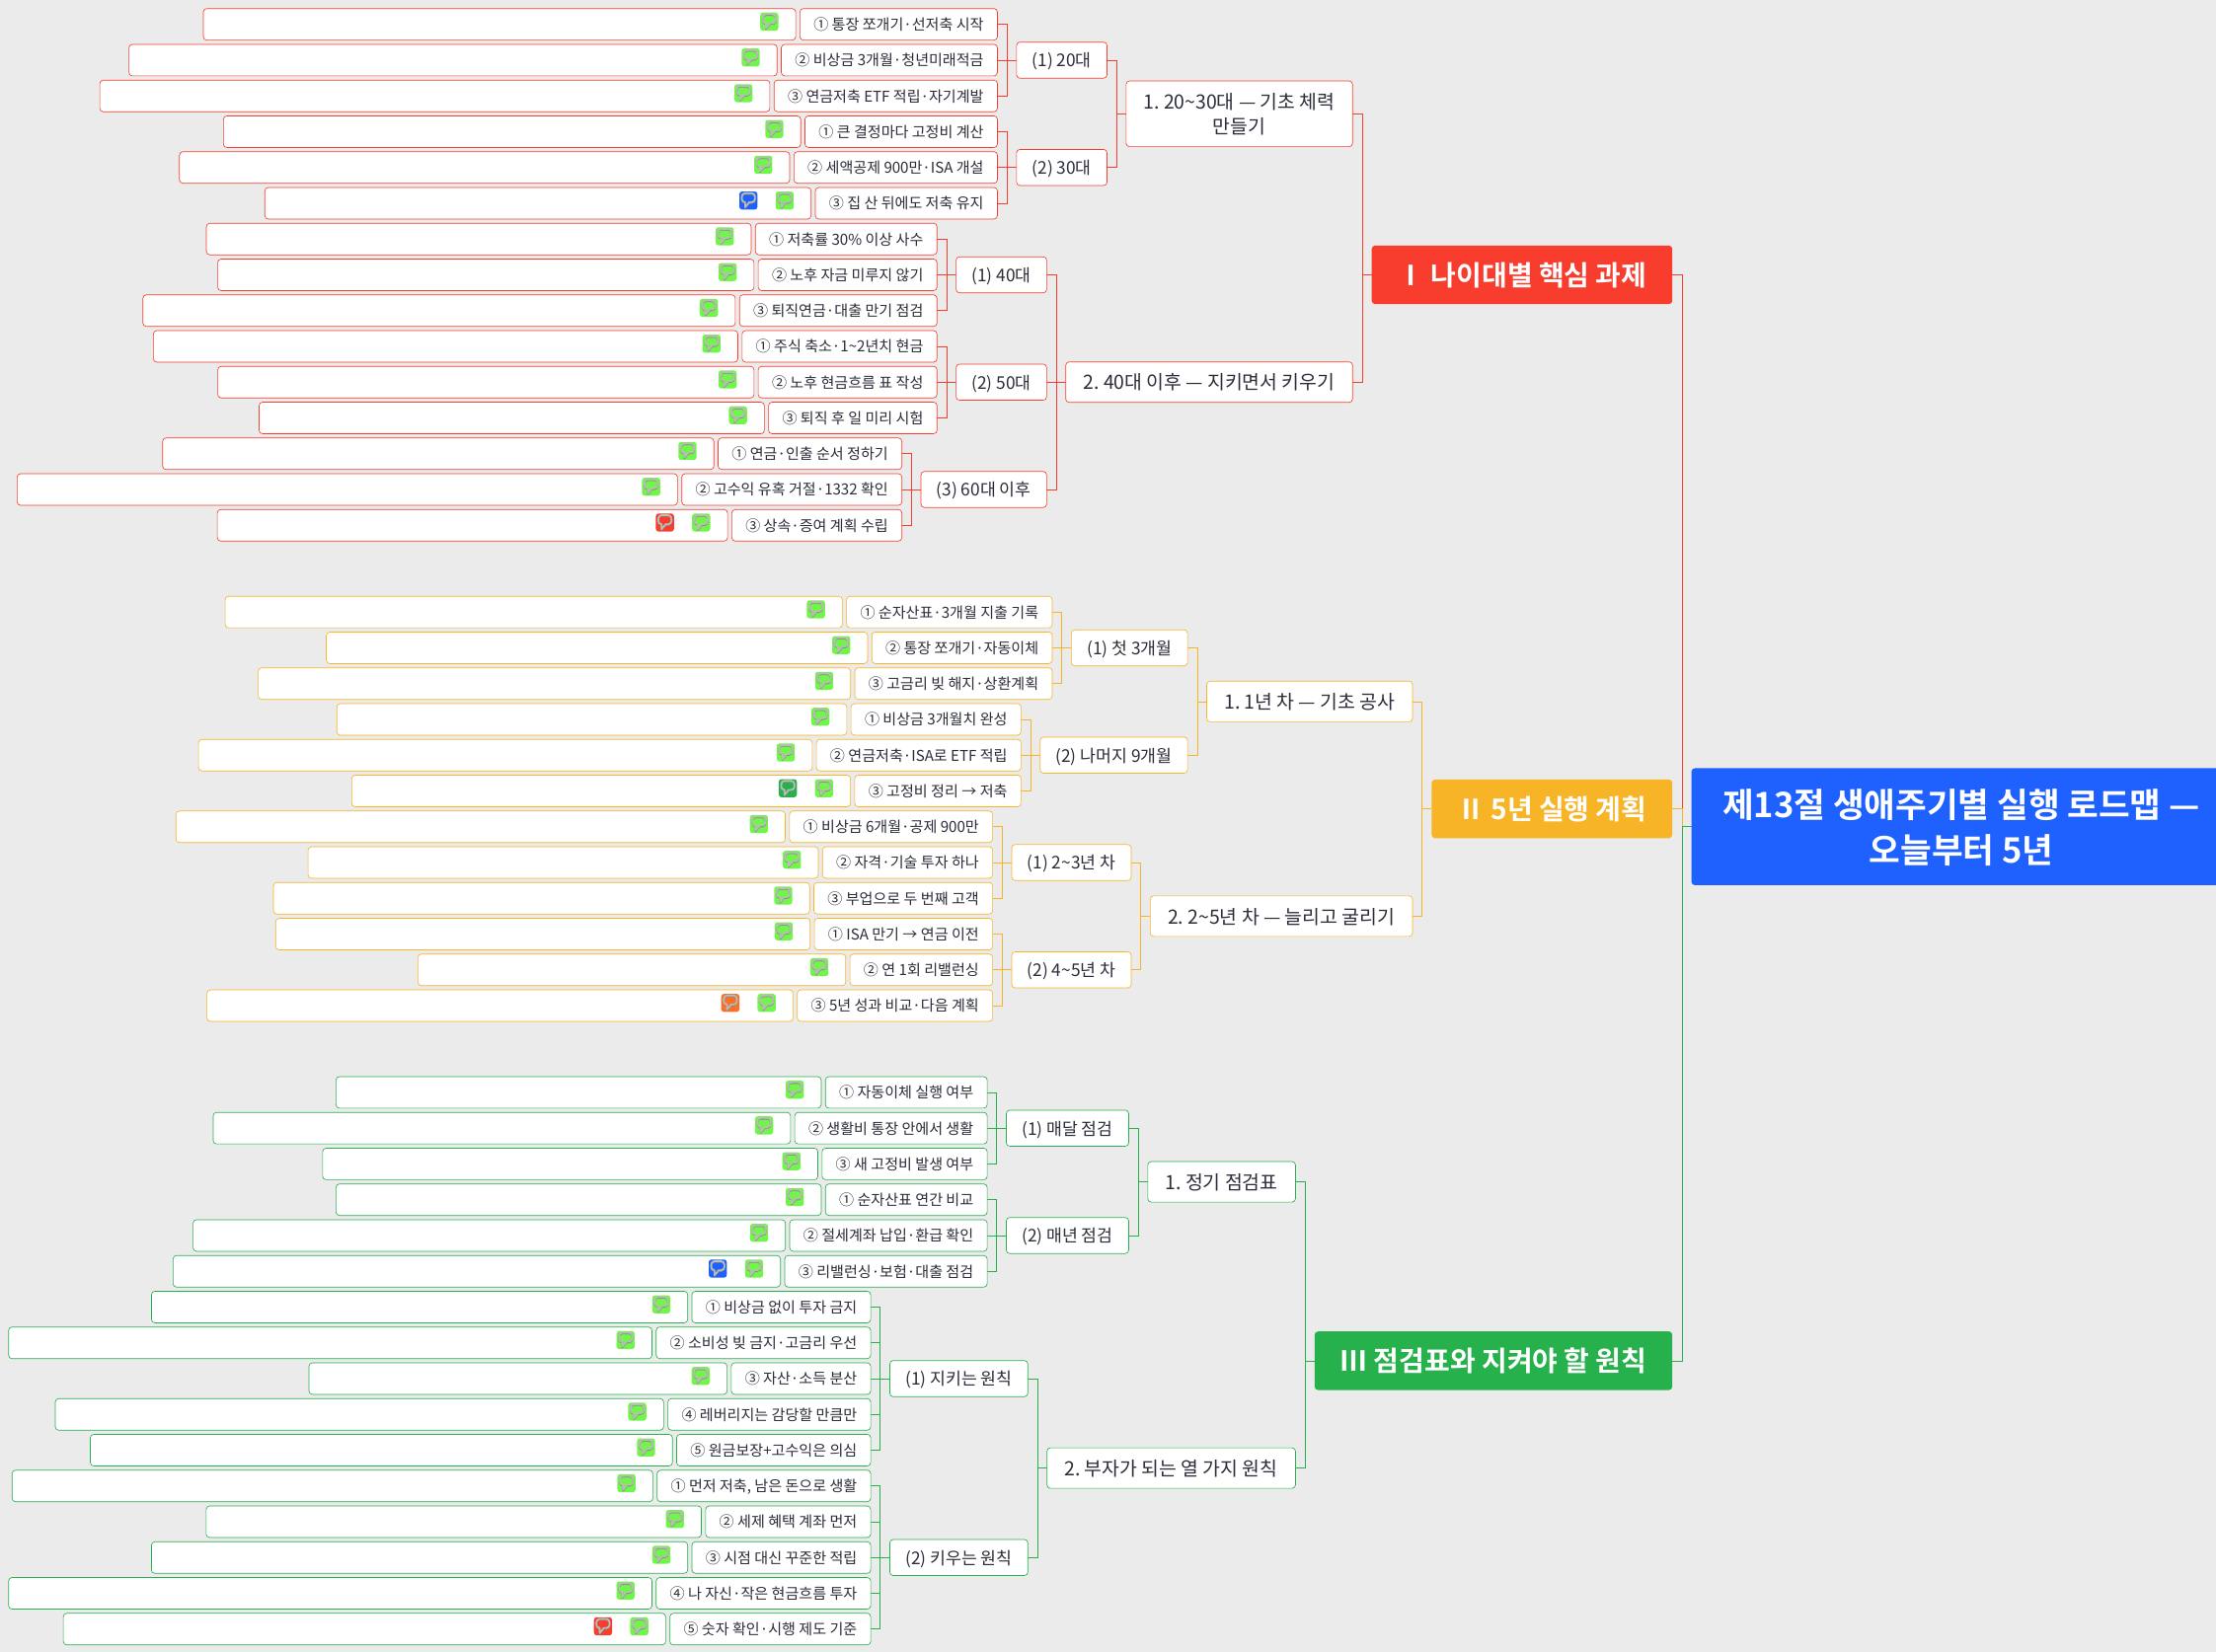 제13절 생애주기별 실행 로드맵 —
오늘부터 5년
Ⅰ 나이대별 핵심 과제
1. 20~30대 — 기초 체력
만들기
(1) 20대
① 통장 쪼개기·선저축 시작
② 비상금 3개월·청년미래적금
③ 연금저축 ETF 적립·자기계발
(2) 30대
① 큰 결정마다 고정비 계산
② 세액공제 900만·ISA 개설
③ 집 산 뒤에도 저축 유지
2. 40대 이후 — 지키면서 키우기
(1) 40대
① 저축률 30% 이상 사수
② 노후 자금 미루지 않기
③ 퇴직연금·대출 만기 점검
(2) 50대
① 주식 축소·1~2년치 현금
② 노후 현금흐름 표 작성
③ 퇴직 후 일 미리 시험
(3) 60대 이후
① 연금·인출 순서 정하기
② 고수익 유혹 거절·1332 확인
③ 상속·증여 계획 수립
Ⅱ 5년 실행 계획
1. 1년 차 — 기초 공사
(1) 첫 3개월
① 순자산표·3개월 지출 기록
② 통장 쪼개기·자동이체
③ 고금리 빚 해지·상환계획
(2) 나머지 9개월
① 비상금 3개월치 완성
② 연금저축·ISA로 ETF 적립
③ 고정비 정리 → 저축
2. 2~5년 차 — 늘리고 굴리기
(1) 2~3년 차
① 비상금 6개월·공제 900만
② 자격·기술 투자 하나
③ 부업으로 두 번째 고객
(2) 4~5년 차
① ISA 만기 → 연금 이전
② 연 1회 리밸런싱
③ 5년 성과 비교·다음 계획
Ⅲ 점검표와 지켜야 할 원칙
1. 정기 점검표
(1) 매달 점검
① 자동이체 실행 여부
② 생활비 통장 안에서 생활
③ 새 고정비 발생 여부
(2) 매년 점검
① 순자산표 연간 비교
② 절세계좌 납입·환급 확인
③ 리밸런싱·보험·대출 점검
2. 부자가 되는 열 가지 원칙
(1) 지키는 원칙
① 비상금 없이 투자 금지
② 소비성 빚 금지·고금리 우선
③ 자산·소득 분산
④ 레버리지는 감당할 만큼만
⑤ 원금보장+고수익은 의심
(2) 키우는 원칙
① 먼저 저축, 남은 돈으로 생활
② 세제 혜택 계좌 먼저
③ 시점 대신 꾸준한 적립
④ 나 자신·작은 현금흐름 투자
⑤ 숫자 확인·시행 제도 기준